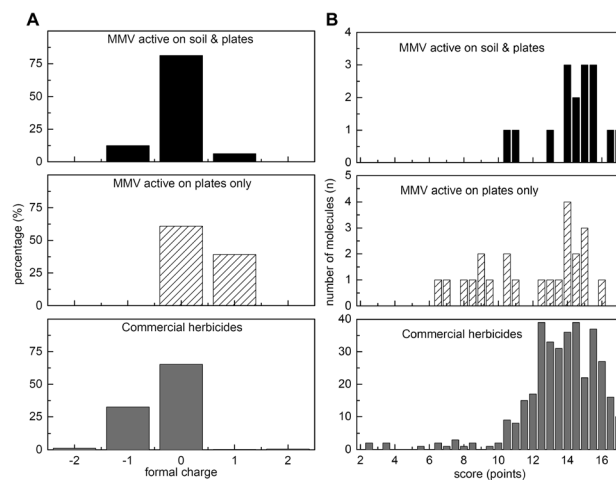 A
MMV active on soil & plates
75
50
25
0
MMV active on plates only
75
50
25
0
Commercial herbicides
75
50
25
0
-2 -1 0 1 2
formal charge
percentage (%)
B
MMV active on soil & plates
4
3
2
1
0
MMV active on plates only
4
3
2
1
0
Commercial herbicides
40
30
20
10
0
2 4 6 8 10 12 14 16
score (points)
number of molecules (n)